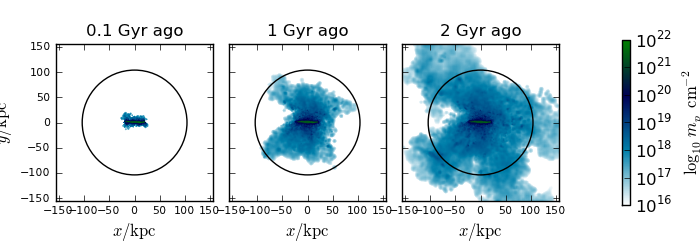 0.1 Gyr ago 1 Gyr ago 2 Gyr ago
150 100 50 0 −50 −100 −150
y/kpc
−150 −100 −50 0 50 100 150 −150 −100 −50 0 50 100 150 −150 −100 −50 0 50 100 150
x/kpc x/kpc x/kpc
10^22
10^21
10^20
10^19
10^18
10^17
10^16
log_10 m_p cm^−2